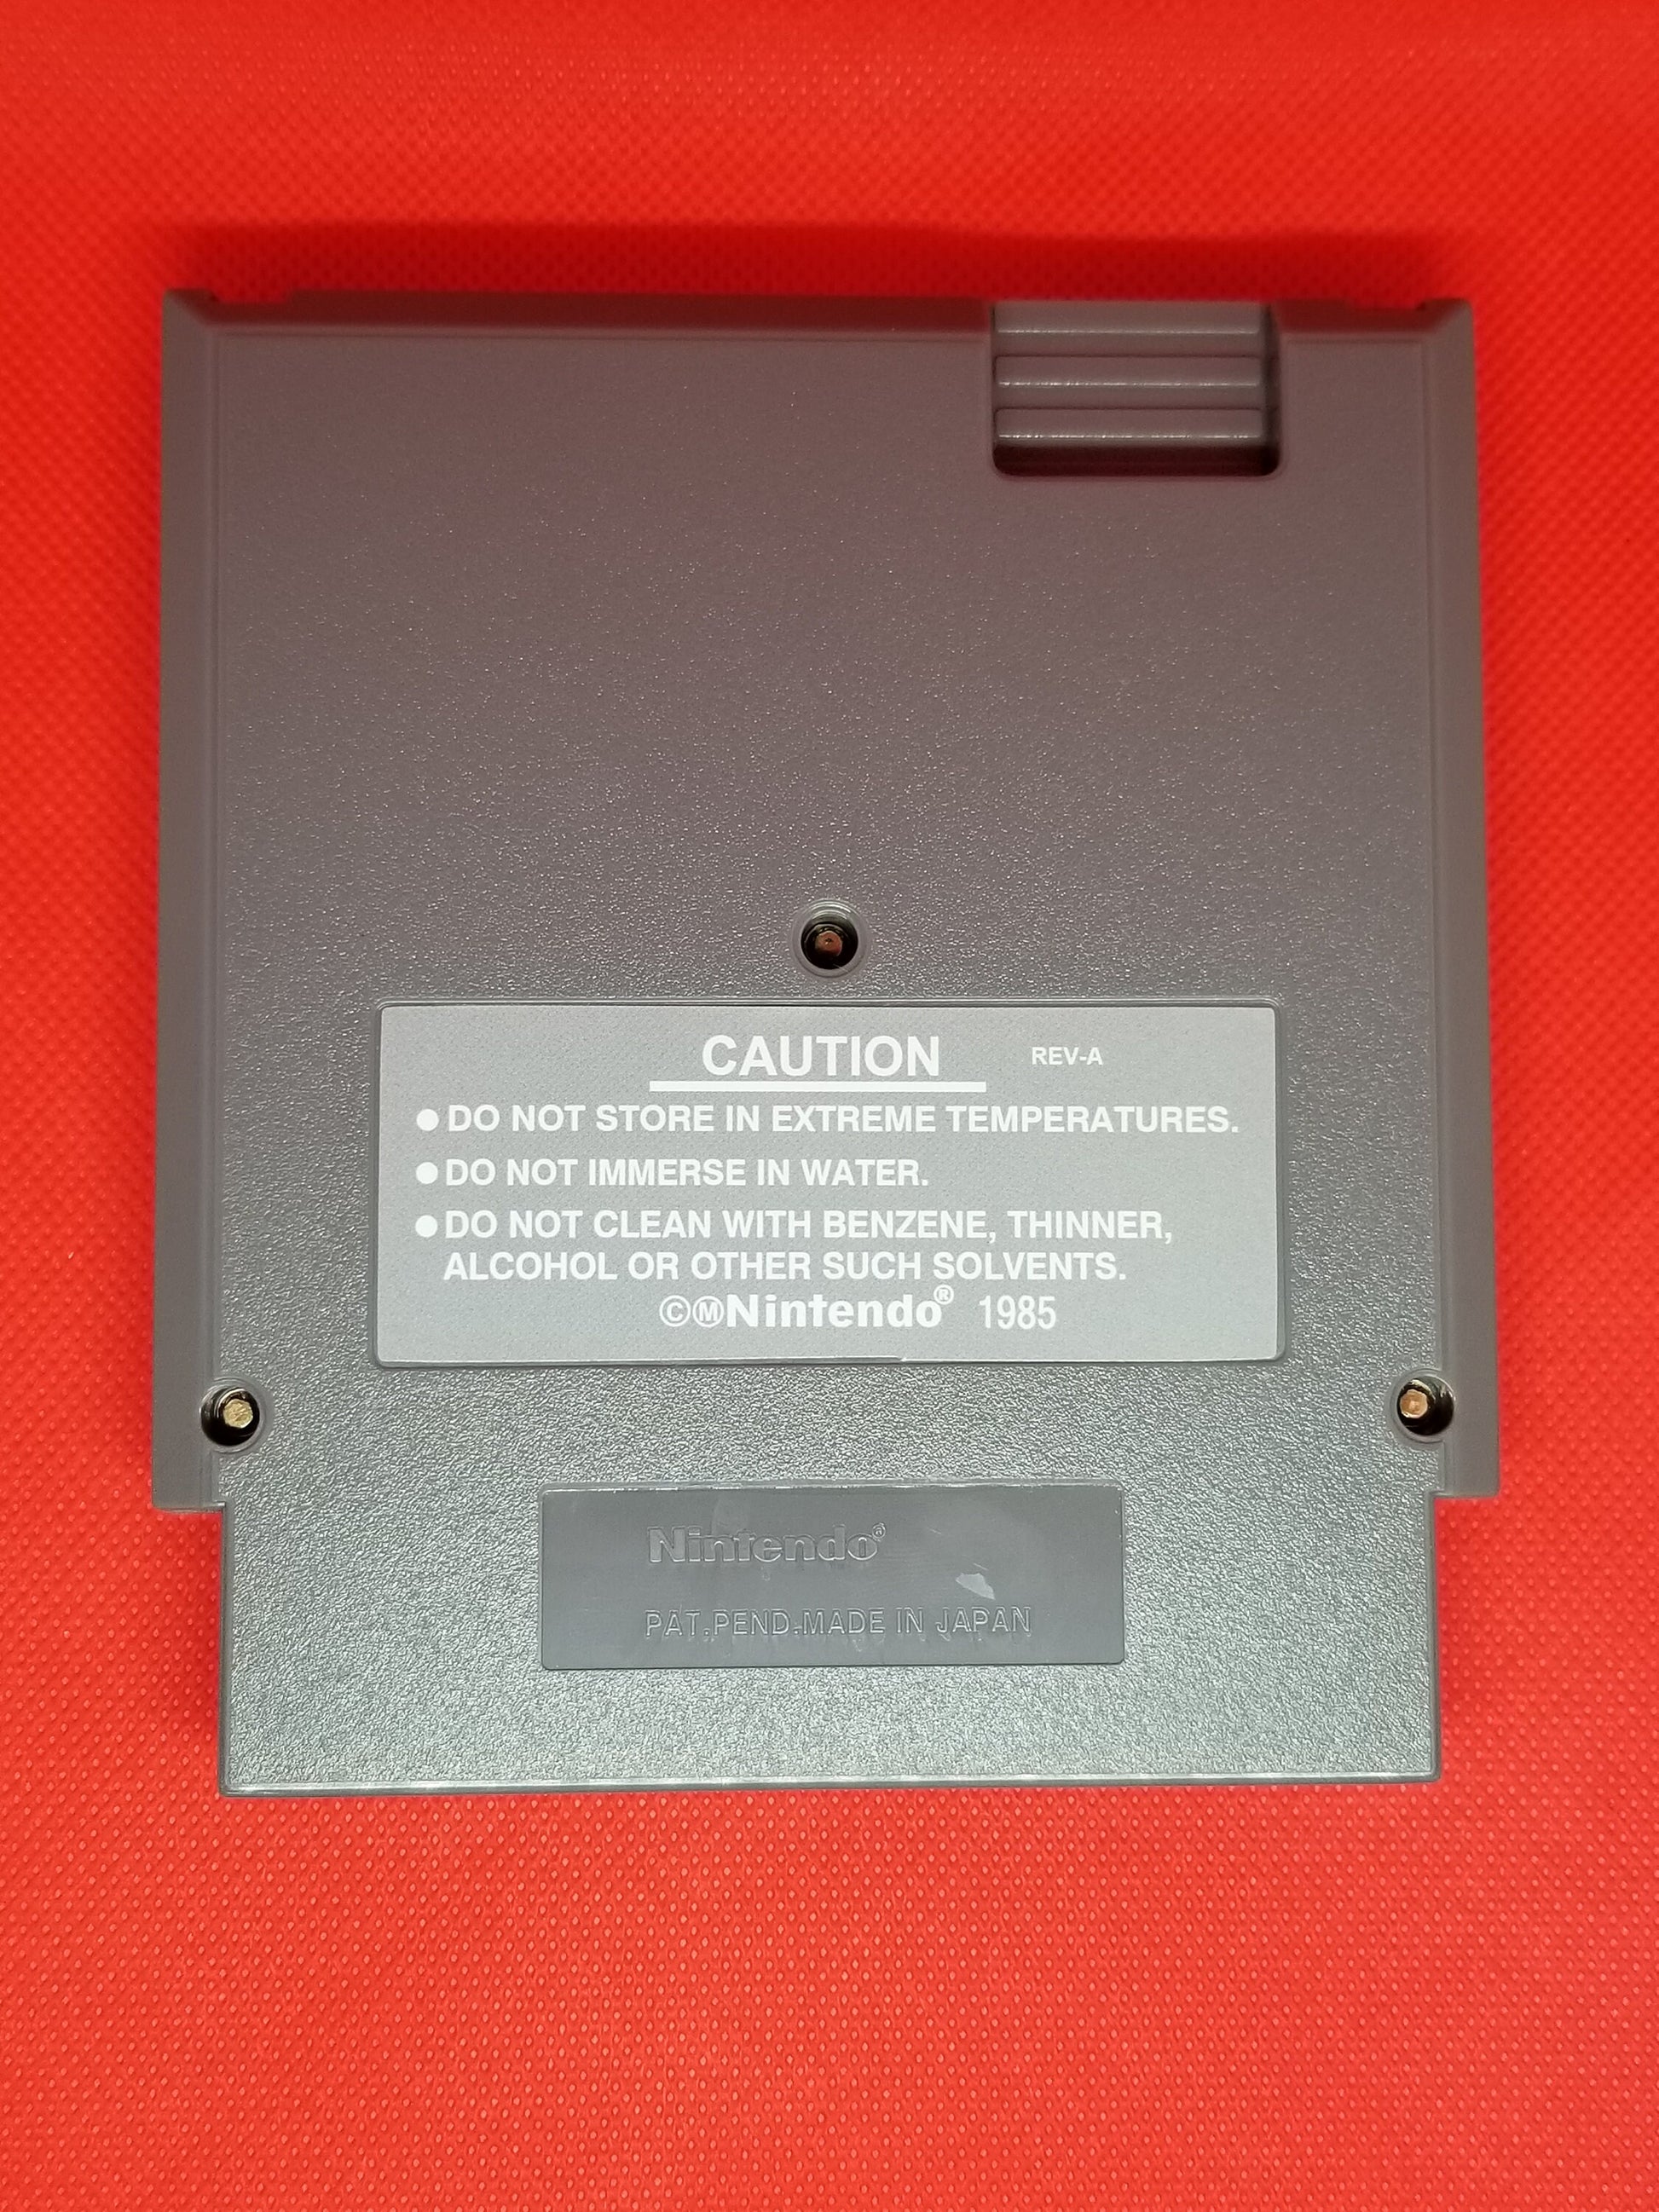 CAUTION REV-A
●DO NOT STORE IN EXTREME TEMPERATURES.
●DO NOT IMMERSE IN WATER.
●DO NOT CLEAN WITH BENZENE, THINNER,
ALCOHOL OR OTHER SUCH SOLVENTS.
©ⓂNintendo® 1985
Nintendo®
PAT.PEND.MADE IN JAPAN